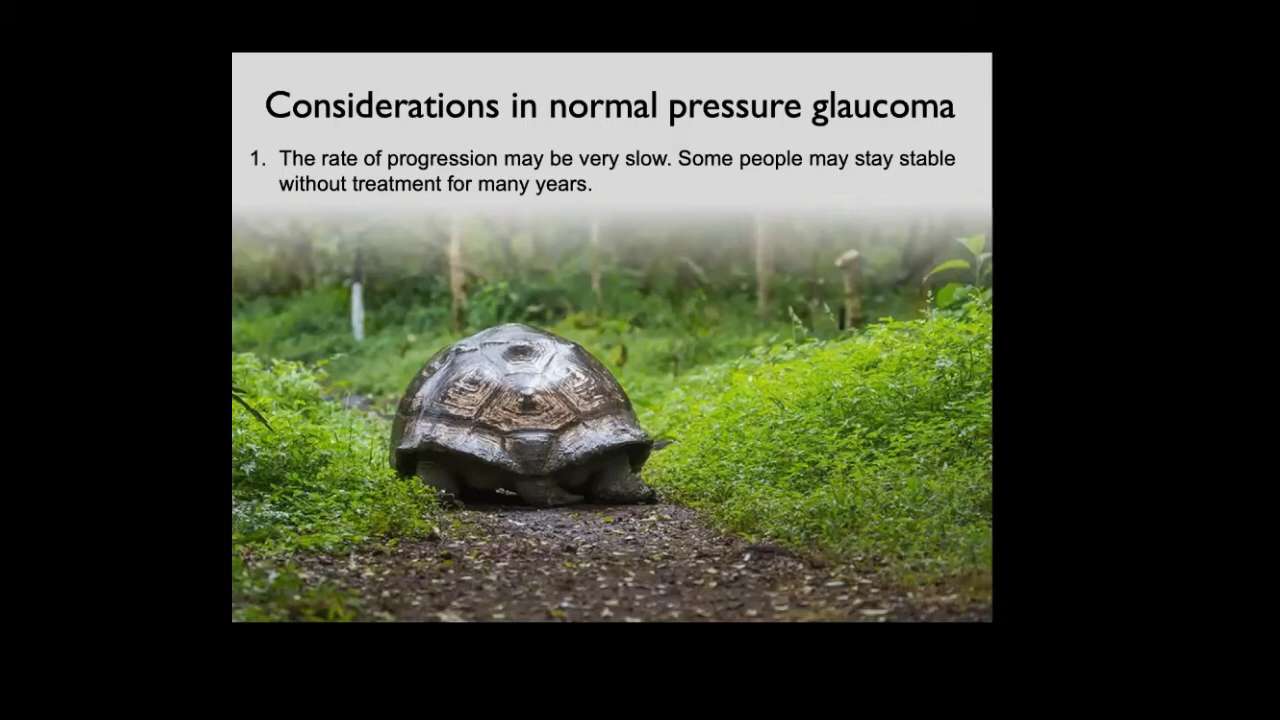 Considerations in normal pressure glaucoma
1. The rate of progression may be very slow. Some people may stay stable
without treatment for many years.